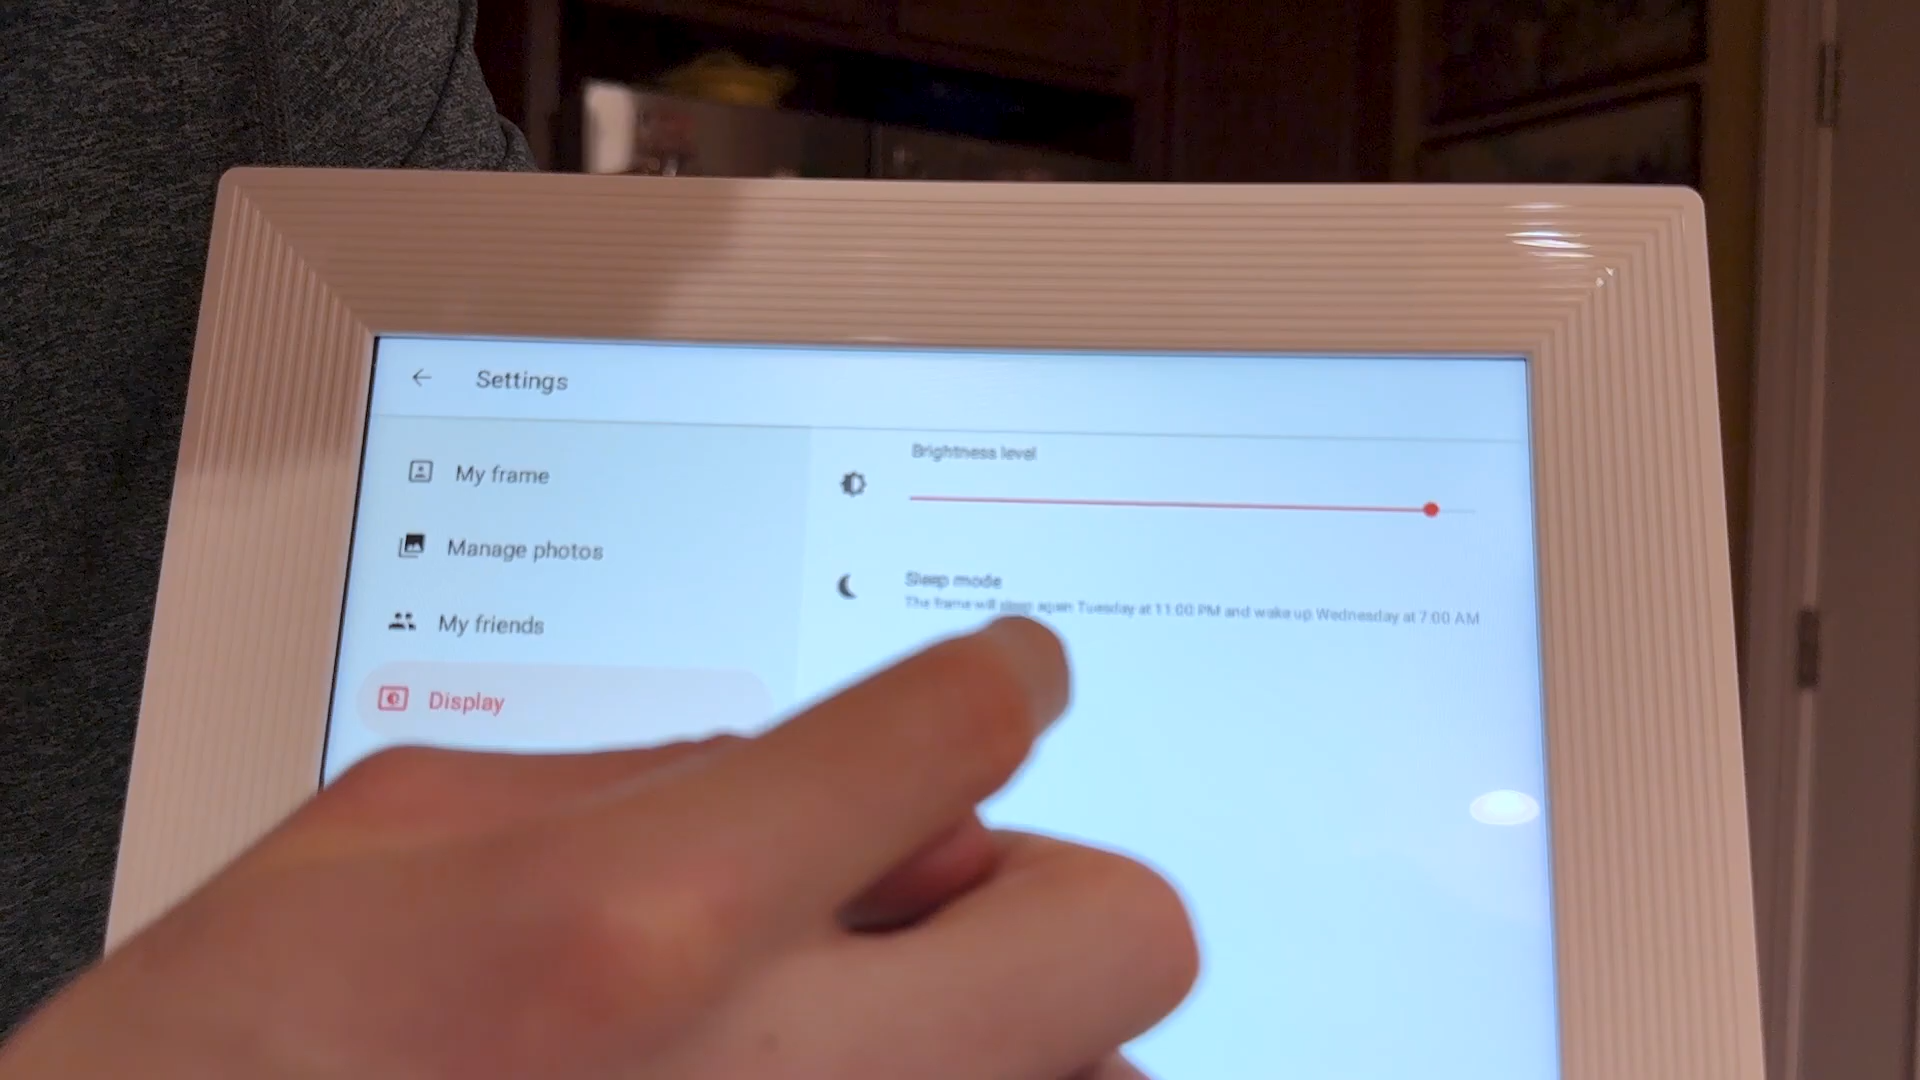 Settings
My frame
Manage photos
My friends
Display
Brightness level
Sleep mode
The frame will sleep again Tuesday at 11:00 PM and wake up Wednesday at 7:00 AM